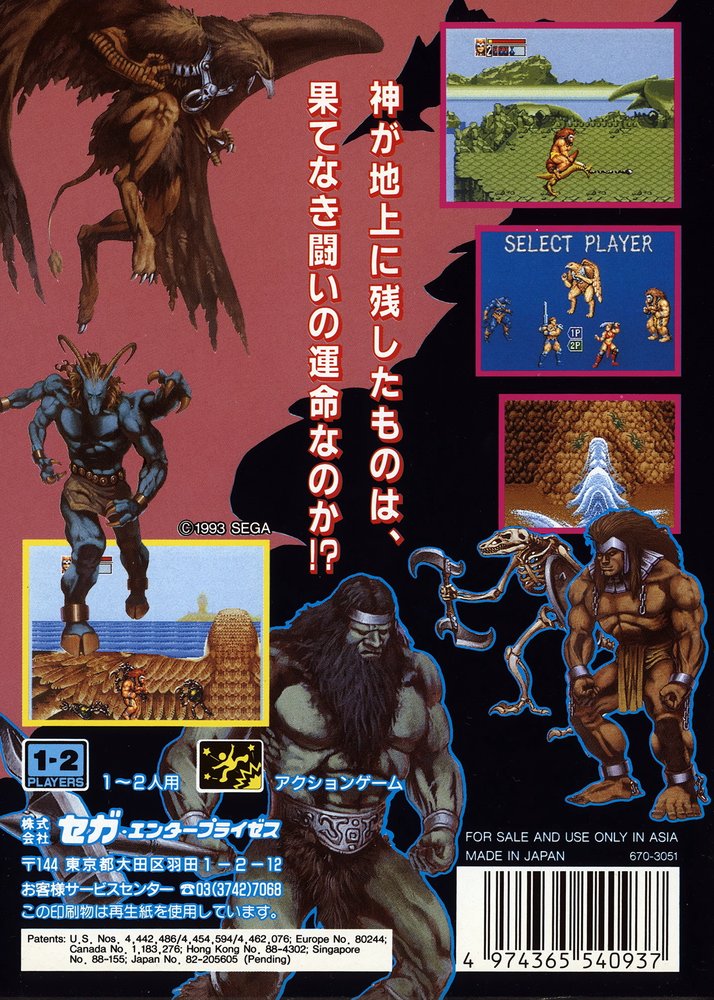 神が地上に残したものは、
果てなき闘いの運命なのか!?
SELECT PLAYER
1P
2P
©1993 SEGA
1-2
PLAYERS
1〜2人用
アクションゲーム
株式会社 セガ・エンタープライゼス
〒144 東京都大田区羽田1−2−12
お客様サービスセンター ☎03(3742)7068
この印刷物は再生紙を使用しています。
Patents: U.S. Nos. 4,442,486/4,454,594/4,462,076; Europe No. 80244;
Canada No. 1,183,276; Hong Kong No. 88-4302; Singapore
No. 88-155; Japan No. 82-205605 (Pending)
FOR SALE AND USE ONLY IN ASIA
MADE IN JAPAN 670-3051
4 974365 540937